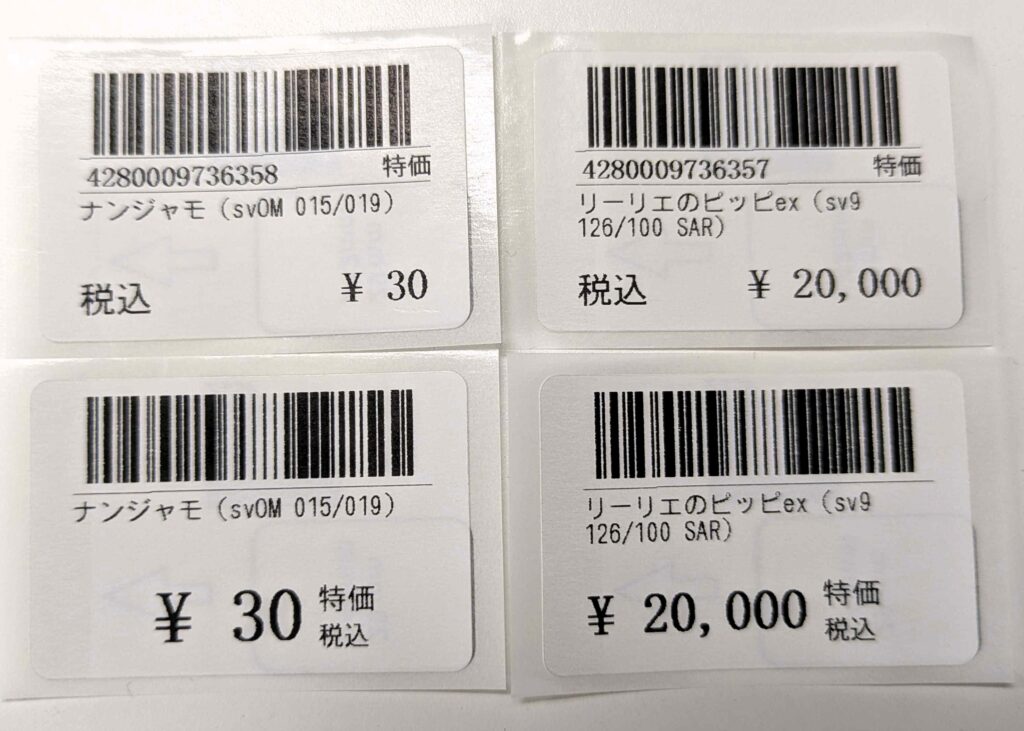 4280009736358 特価
ナンジャモ（svOM 015/019）
税込 ¥ 30
4280009736357 特価
リーリエのピッピex（sv9
126/100 SAR）
税込 ¥ 20,000
ナンジャモ（svOM 015/019）
¥ 30 特価
税込
リーリエのピッピex（sv9
126/100 SAR）
¥ 20,000 特価
税込